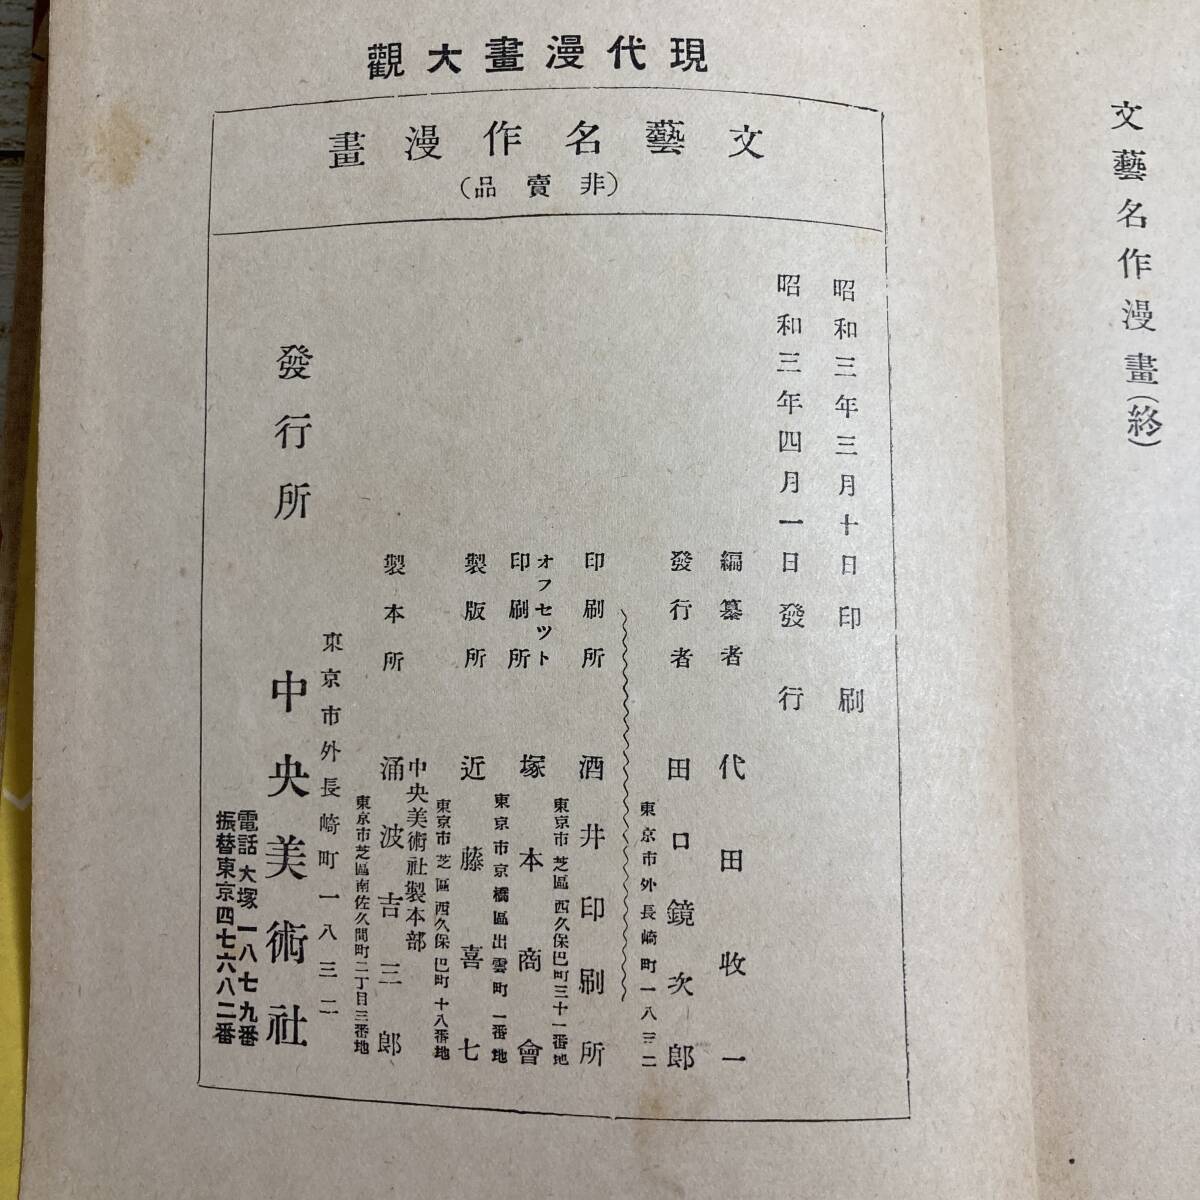 文藝名作漫畫(終)
現代漫畫大觀
文藝名作漫畫
(非賣品)
昭和三年三月十日印刷
昭和三年四月一日發行
編纂者 代田收一
發行者 田口鏡次郎
東京市外長崎町一八三二
印刷所 酒井印刷所
東京市芝區西久保巴町三十一番地
オフセツト印刷所 塚本商會
東京市京橋區出雲町一番地
製版所 近藤喜七
東京市芝區西久保巴町十八番地
中央美術社製本部
製本所 涌波吉三郎
東京市芝區南佐久間町二丁目三番地
東京市外長崎町一八三二
發行所 中央美術社
電話大塚一八七九番
振替東京四七六八二番